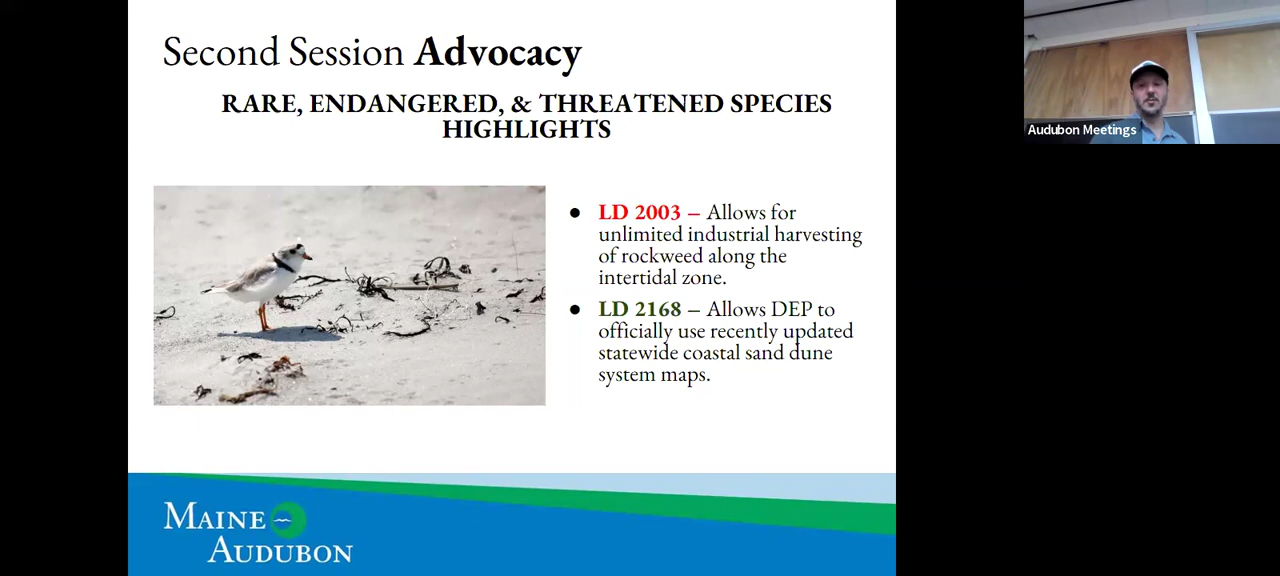 Second Session Advocacy
RARE, ENDANGERED, & THREATENED SPECIES
HIGHLIGHTS
● LD 2003 – Allows for
unlimited industrial harvesting
of rockweed along the
intertidal zone.
● LD 2168 – Allows DEP to
officially use recently updated
statewide coastal sand dune
system maps.
MAINE
AUDUBON
Audubon Meetings